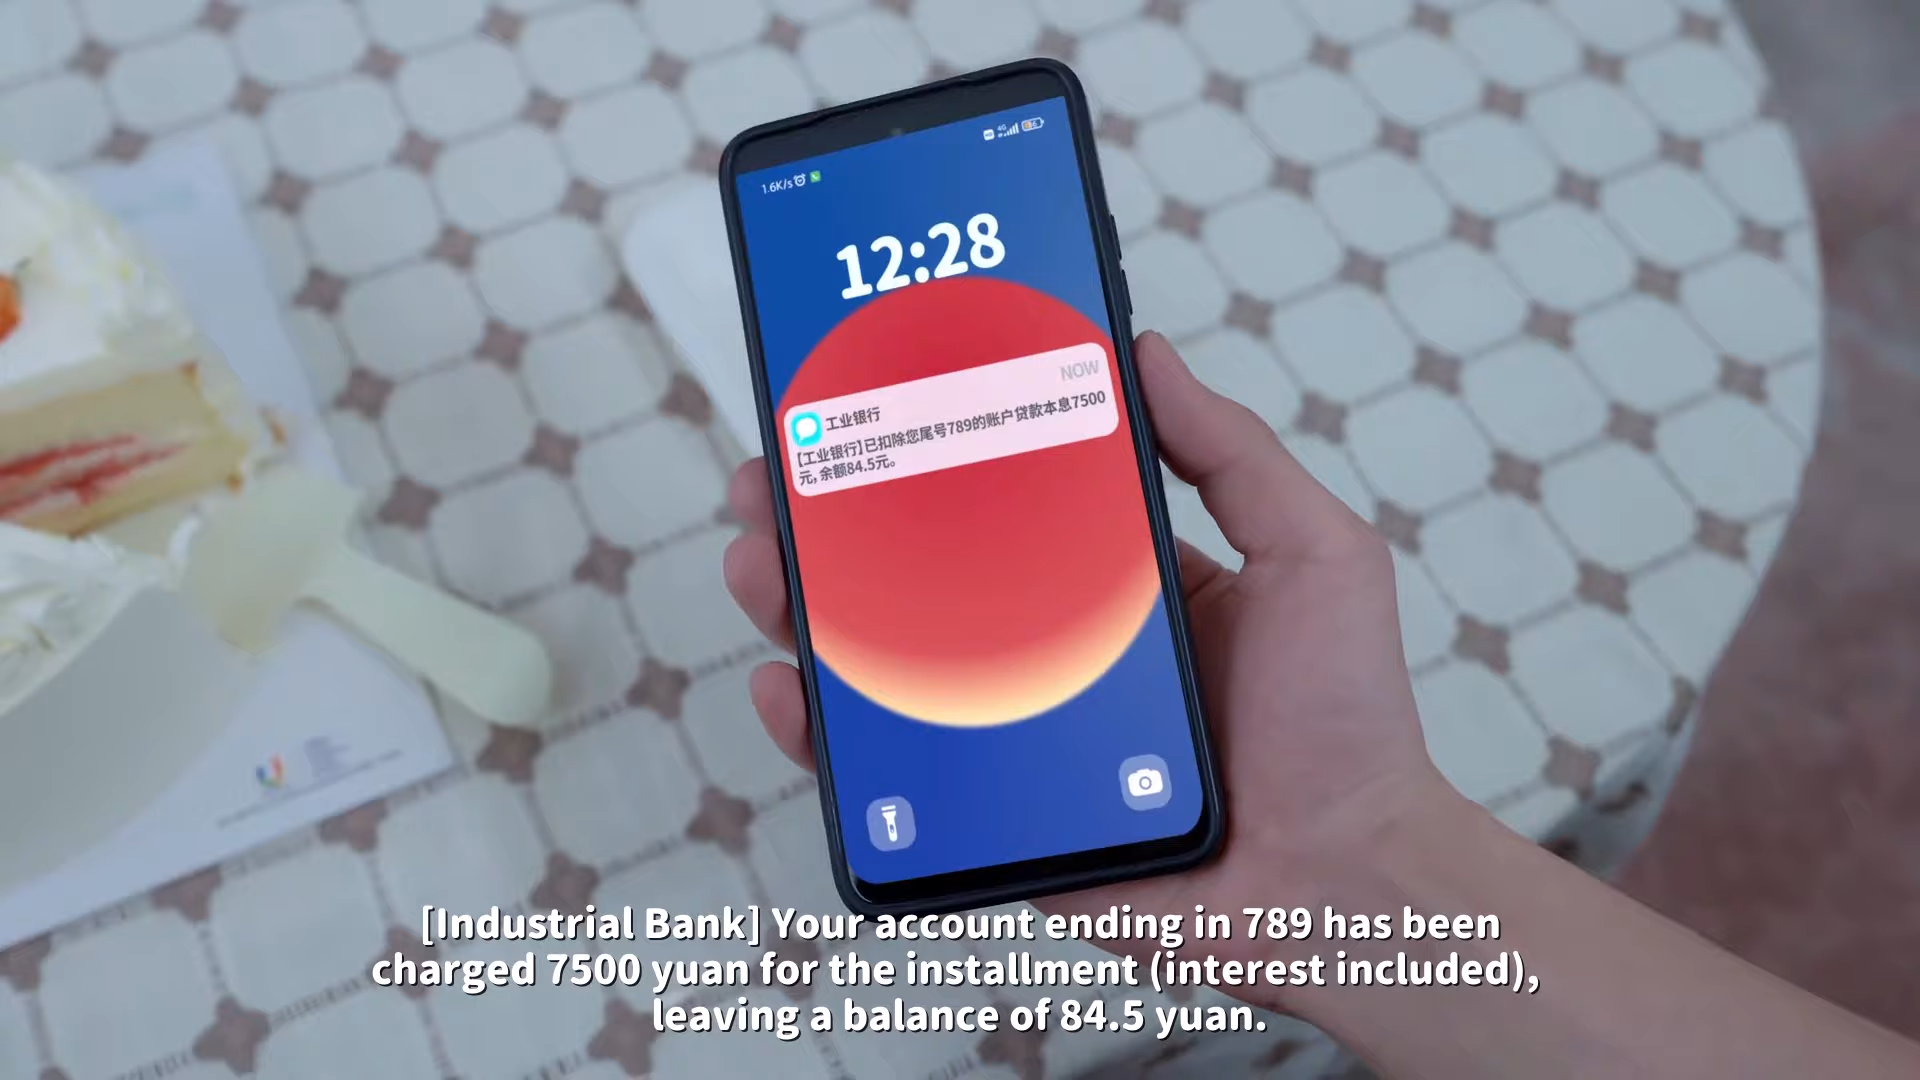 1.6K/s
4G
12:28
NOW
工业银行
【工业银行】已扣除您尾号789的账户贷款本息7500
元，余额84.5元。
[Industrial Bank] Your account ending in 789 has been
charged 7500 yuan for the installment (interest included),
leaving a balance of 84.5 yuan.